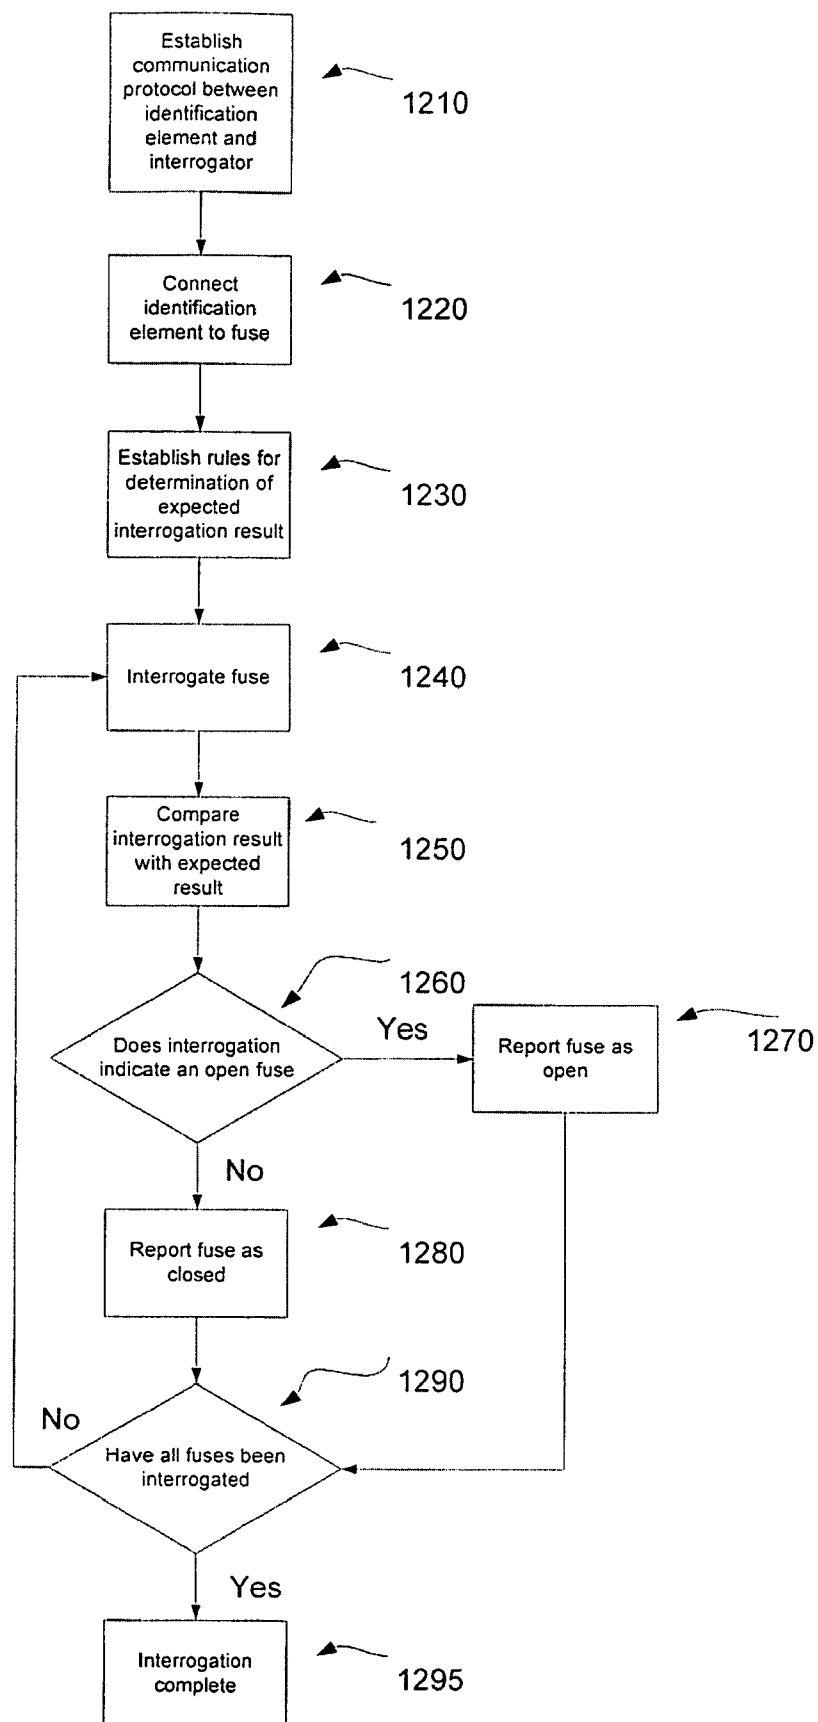 Establish
communication
protocol between
identification
element and
interrogator
1210
Connect
identification
element to fuse
1220
Establish rules for
determination of
expected
interrogation result
1230
Interrogate fuse
1240
Compare
interrogation result
with expected
result
1250
1260
Does interrogation
indicate an open fuse
Yes
Report fuse as
open
1270
No
Report fuse as
closed
1280
1290
No
Have all fuses been
interrogated
Yes
Interrogation
complete
1295